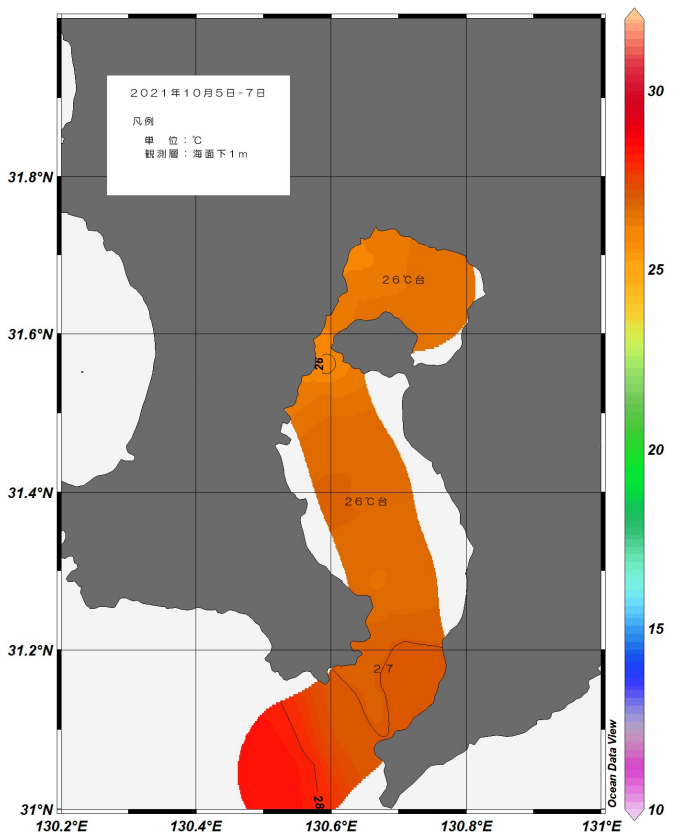 ２０２１年１０月５日-７日
凡例
単　位：℃
観測層：海面下１ｍ
31.8°N
31.6°N
31.4°N
31.2°N
31°N
130.2°E
130.4°E
130.6°E
130.8°E
131°E
２６℃台
26
２６℃台
２７
28
30
25
20
15
10
Ocean Data View